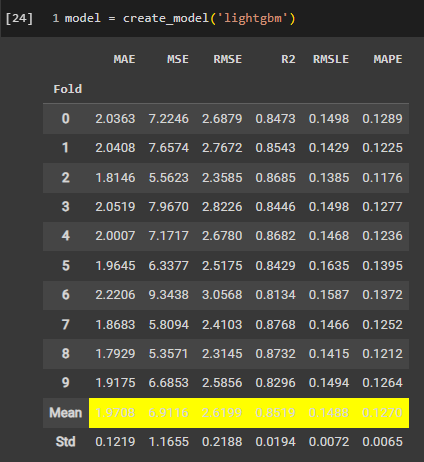 [24] 1 model = create_model('lightgbm')
MAE MSE RMSE R2 RMSLE MAPE
Fold
0 2.0363 7.2246 2.6879 0.8473 0.1498 0.1289
1 2.0408 7.6574 2.7672 0.8543 0.1429 0.1225
2 1.8146 5.5623 2.3585 0.8685 0.1385 0.1176
3 2.0519 7.9670 2.8226 0.8446 0.1498 0.1277
4 2.0007 7.1717 2.6780 0.8682 0.1468 0.1236
5 1.9645 6.3377 2.5175 0.8429 0.1635 0.1395
6 2.2206 9.3438 3.0568 0.8134 0.1587 0.1372
7 1.8683 5.8094 2.4103 0.8768 0.1466 0.1252
8 1.7929 5.3571 2.3145 0.8732 0.1415 0.1212
9 1.9175 6.6853 2.5856 0.8296 0.1494 0.1264
Mean 1.9708 6.9116 2.6199 0.8519 0.1488 0.1270
Std 0.1219 1.1655 0.2188 0.0194 0.0072 0.0065